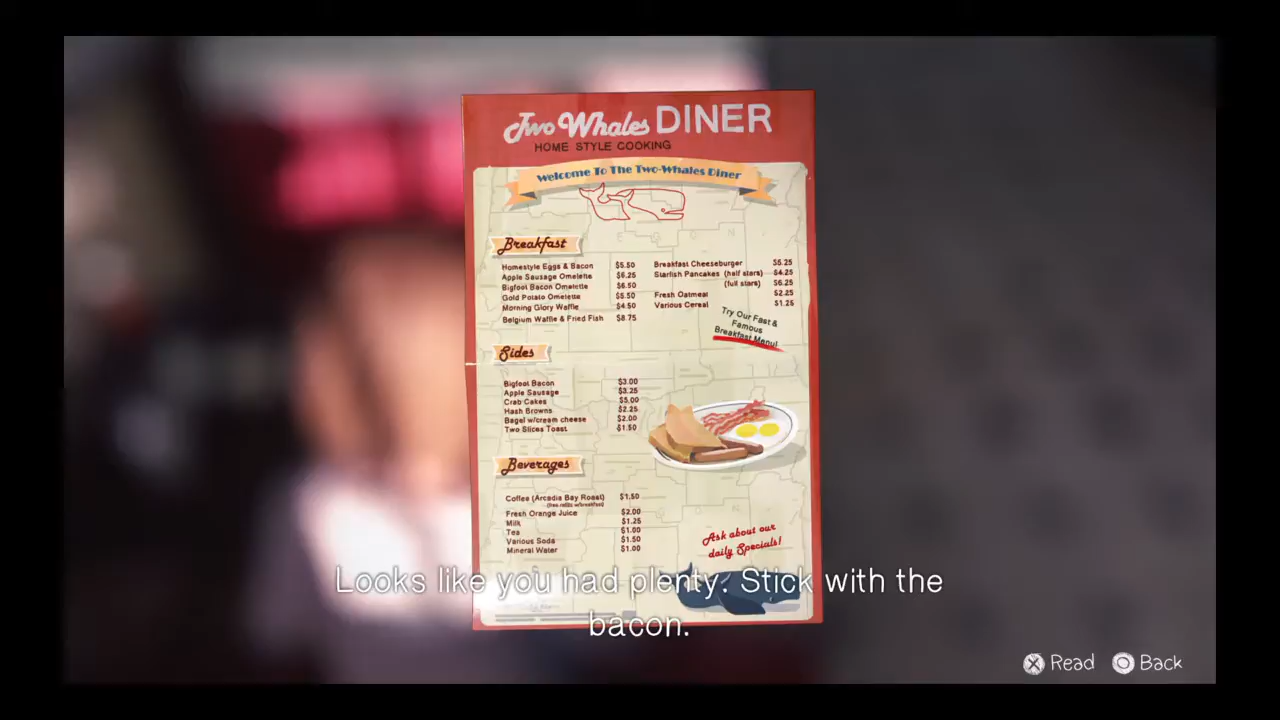 Two Whales DINER
HOME STYLE COOKING
Welcome To The Two-Whales Diner
Breakfast
Homestyle Eggs & Bacon $5.50
Apple Sausage Omelette $6.25
Bigfoot Bacon Omelette $6.50
Gold Potato Omelette $5.50
Morning Glory Waffle $4.50
Belgium Waffle & Fried Fish $8.75
Breakfast Cheeseburger $5.25
Starfish Pancakes (half stars) $4.25
(full stars) $6.25
Fresh Oatmeal $2.25
Various Cereal $1.25
Try Our Fast &
Famous
Breakfast Menu!
Sides
Bigfoot Bacon $3.00
Apple Sausage $3.25
Crab Cakes $5.00
Hash Browns $2.25
Bagel w/cream cheese $2.00
Two Slices Toast $1.50
Beverages
Coffee (Arcadia Bay Roast) $1.50
(free refills w/breakfast)
Fresh Orange Juice $2.00
Milk $1.25
Tea $1.00
Various Soda $1.50
Mineral Water $1.00
Ask about our
daily Specials!
Looks like you had plenty. Stick with the
bacon.
Read
Back